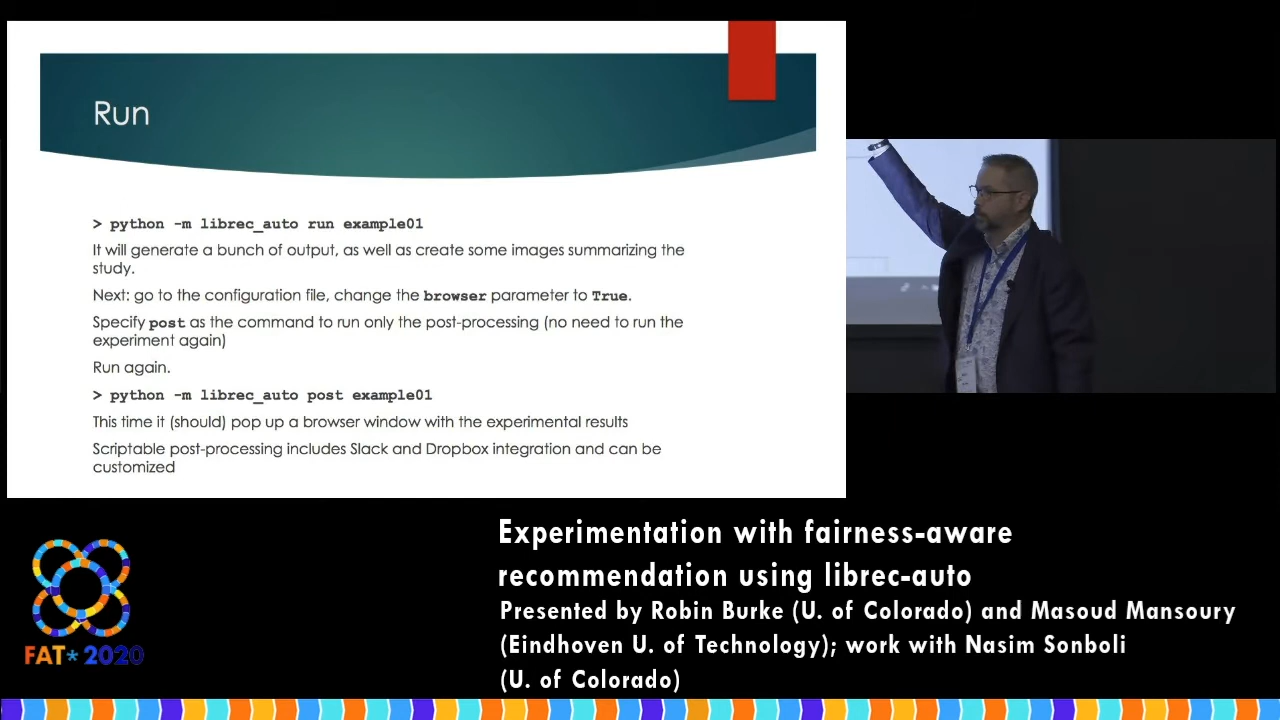 Run
> python -m librec_auto run example01
It will generate a bunch of output, as well as create some images summarizing the
study.
Next: go to the configuration file, change the browser parameter to True.
Specify post as the command to run only the post-processing (no need to run the
experiment again)
Run again.
> python -m librec_auto post example01
This time it (should) pop up a browser window with the experimental results
Scriptable post-processing includes Slack and Dropbox integration and can be
customized
Experimentation with fairness-aware
recommendation using librec-auto
Presented by Robin Burke (U. of Colorado) and Masoud Mansoury
(Eindhoven U. of Technology); work with Nasim Sonboli
(U. of Colorado)
FAT* 2020